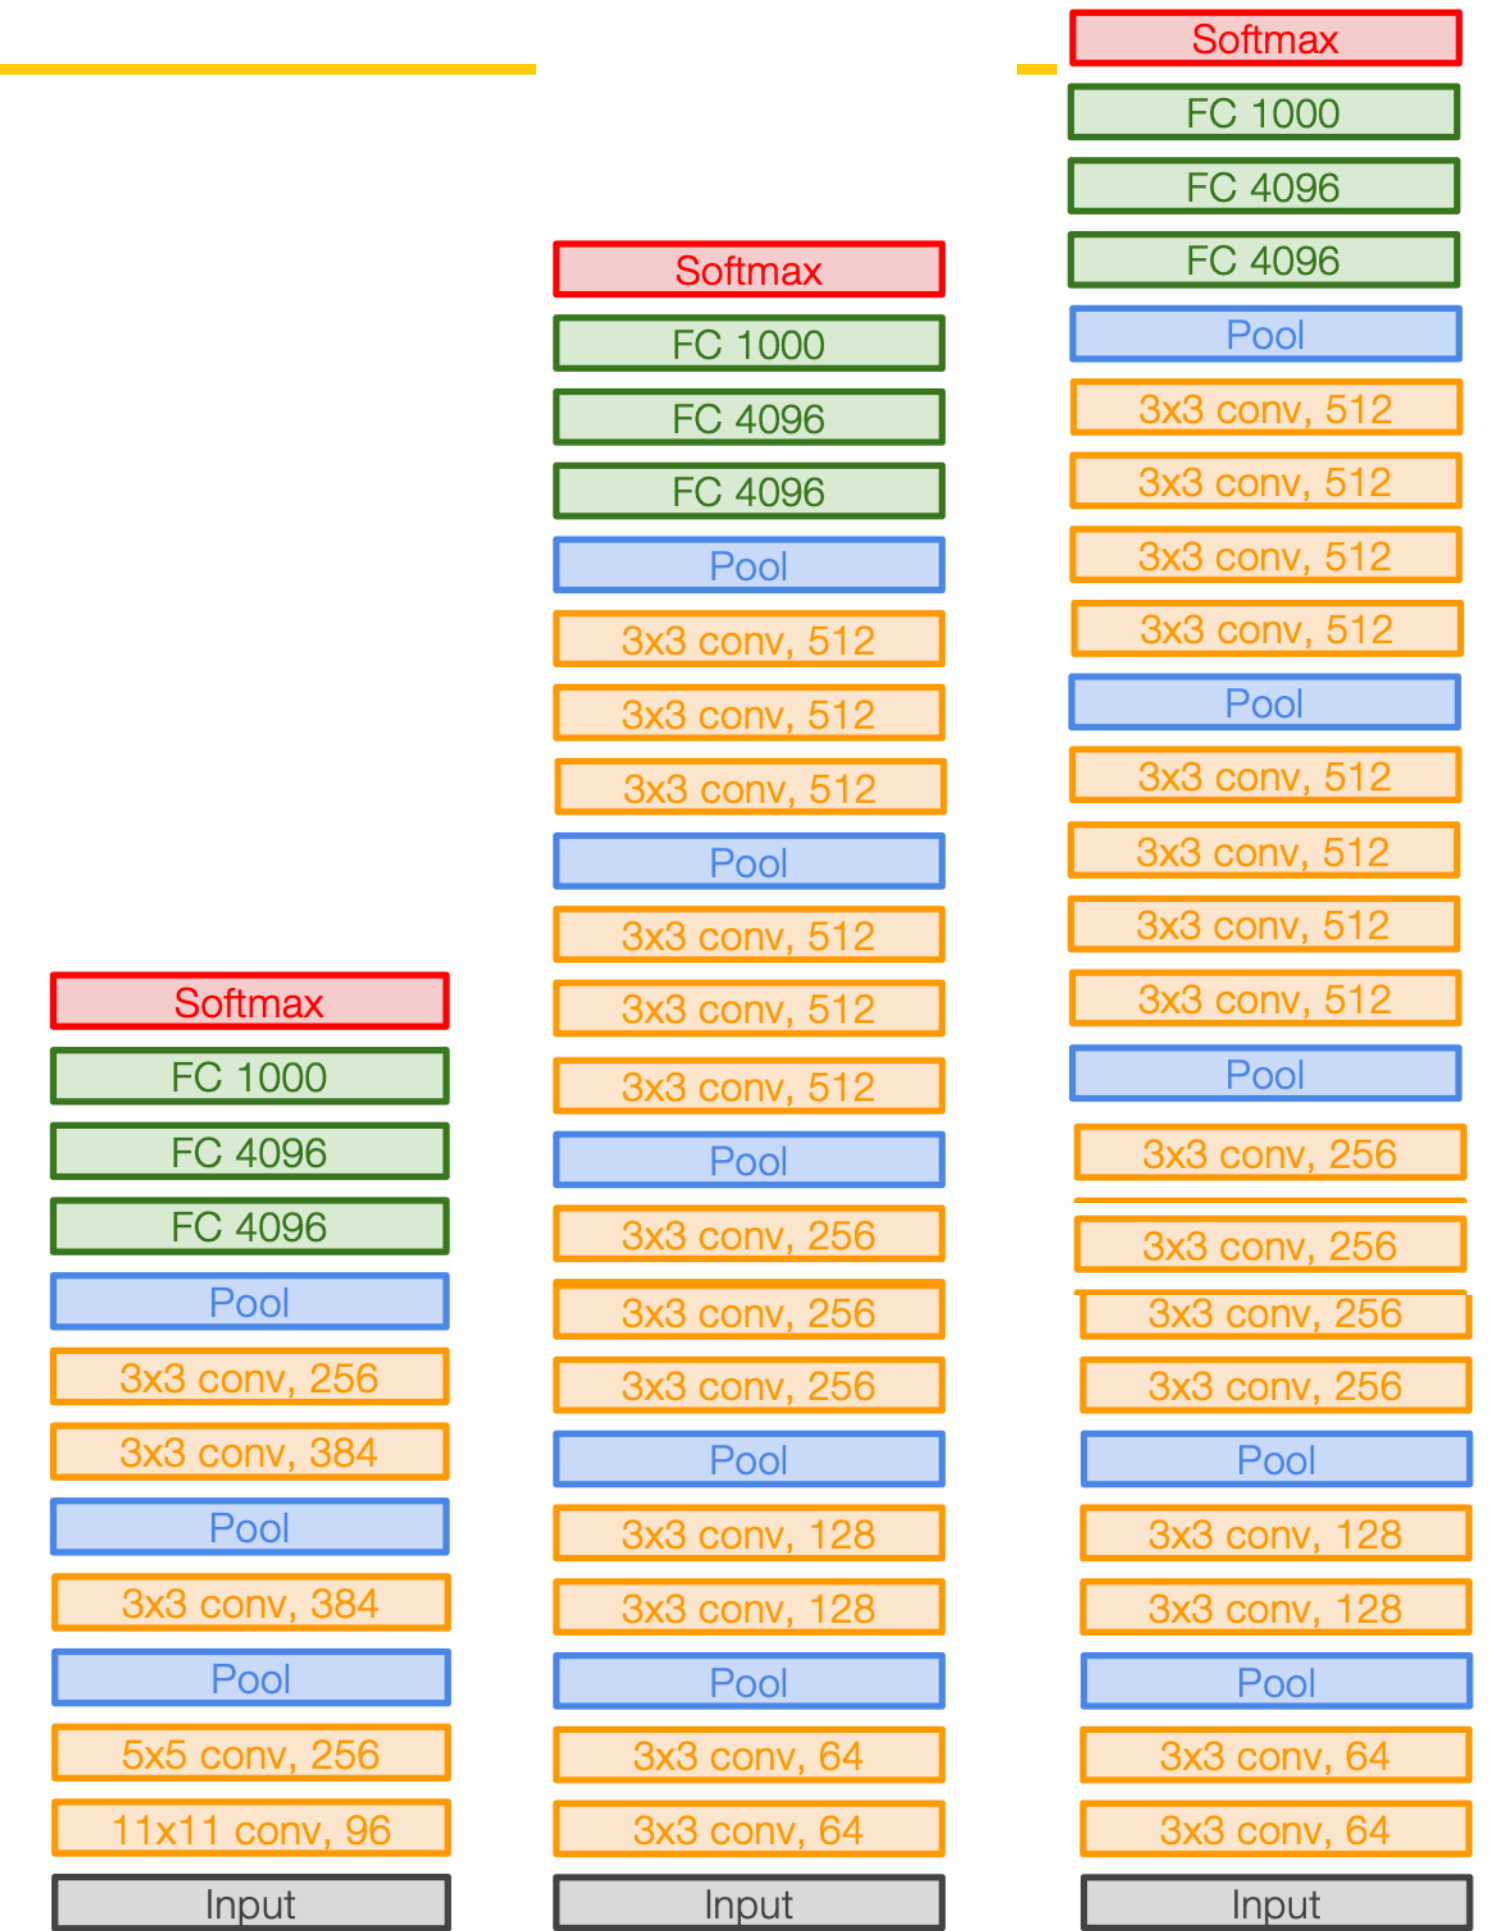 Softmax
FC 1000
FC 4096
FC 4096
Pool
3x3 conv, 256
3x3 conv, 384
Pool
3x3 conv, 384
Pool
5x5 conv, 256
11x11 conv, 96
Input
Softmax
FC 1000
FC 4096
FC 4096
Pool
3x3 conv, 512
3x3 conv, 512
3x3 conv, 512
Pool
3x3 conv, 512
3x3 conv, 512
3x3 conv, 512
Pool
3x3 conv, 256
3x3 conv, 256
3x3 conv, 256
Pool
3x3 conv, 128
3x3 conv, 128
Pool
3x3 conv, 64
3x3 conv, 64
Input
Softmax
FC 1000
FC 4096
FC 4096
Pool
3x3 conv, 512
3x3 conv, 512
3x3 conv, 512
3x3 conv, 512
Pool
3x3 conv, 512
3x3 conv, 512
3x3 conv, 512
3x3 conv, 512
Pool
3x3 conv, 256
3x3 conv, 256
3x3 conv, 256
3x3 conv, 256
Pool
3x3 conv, 128
3x3 conv, 128
Pool
3x3 conv, 64
3x3 conv, 64
Input